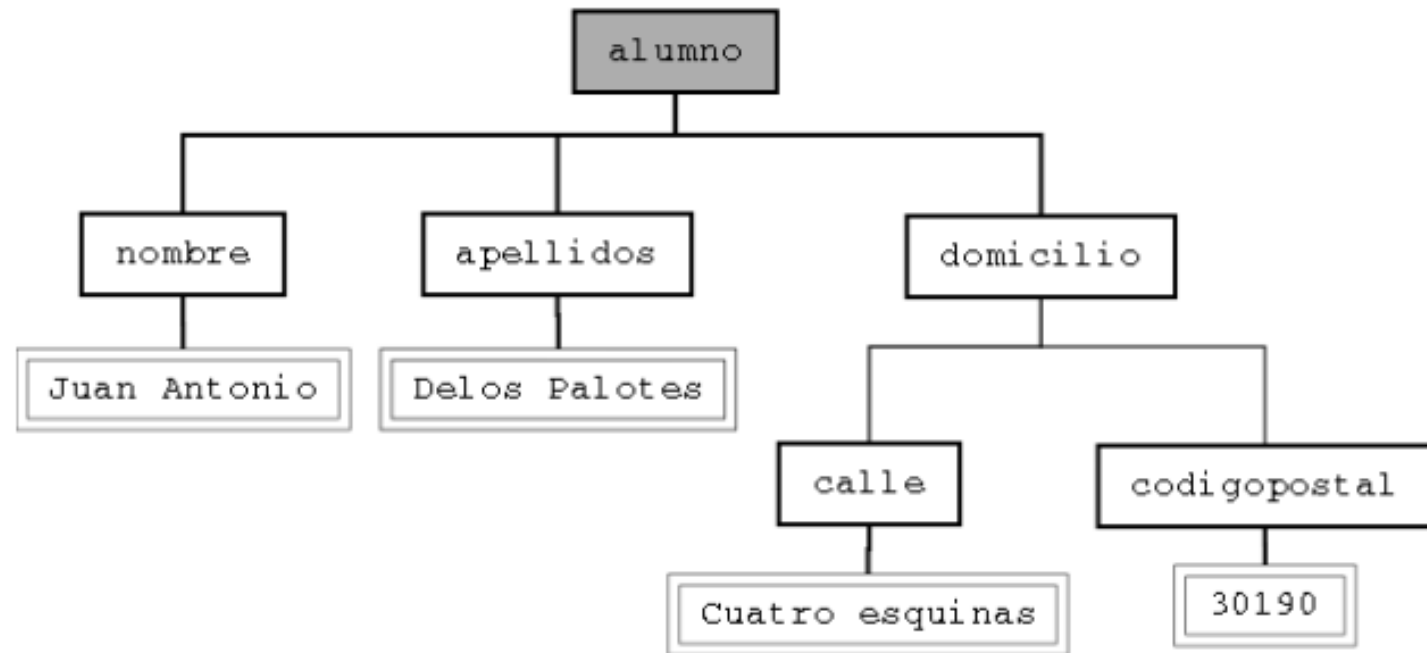 alumno
nombre
apellidos
domicilio
Juan Antonio
Delos Palotes
calle
codigopostal
Cuatro esquinas
30190